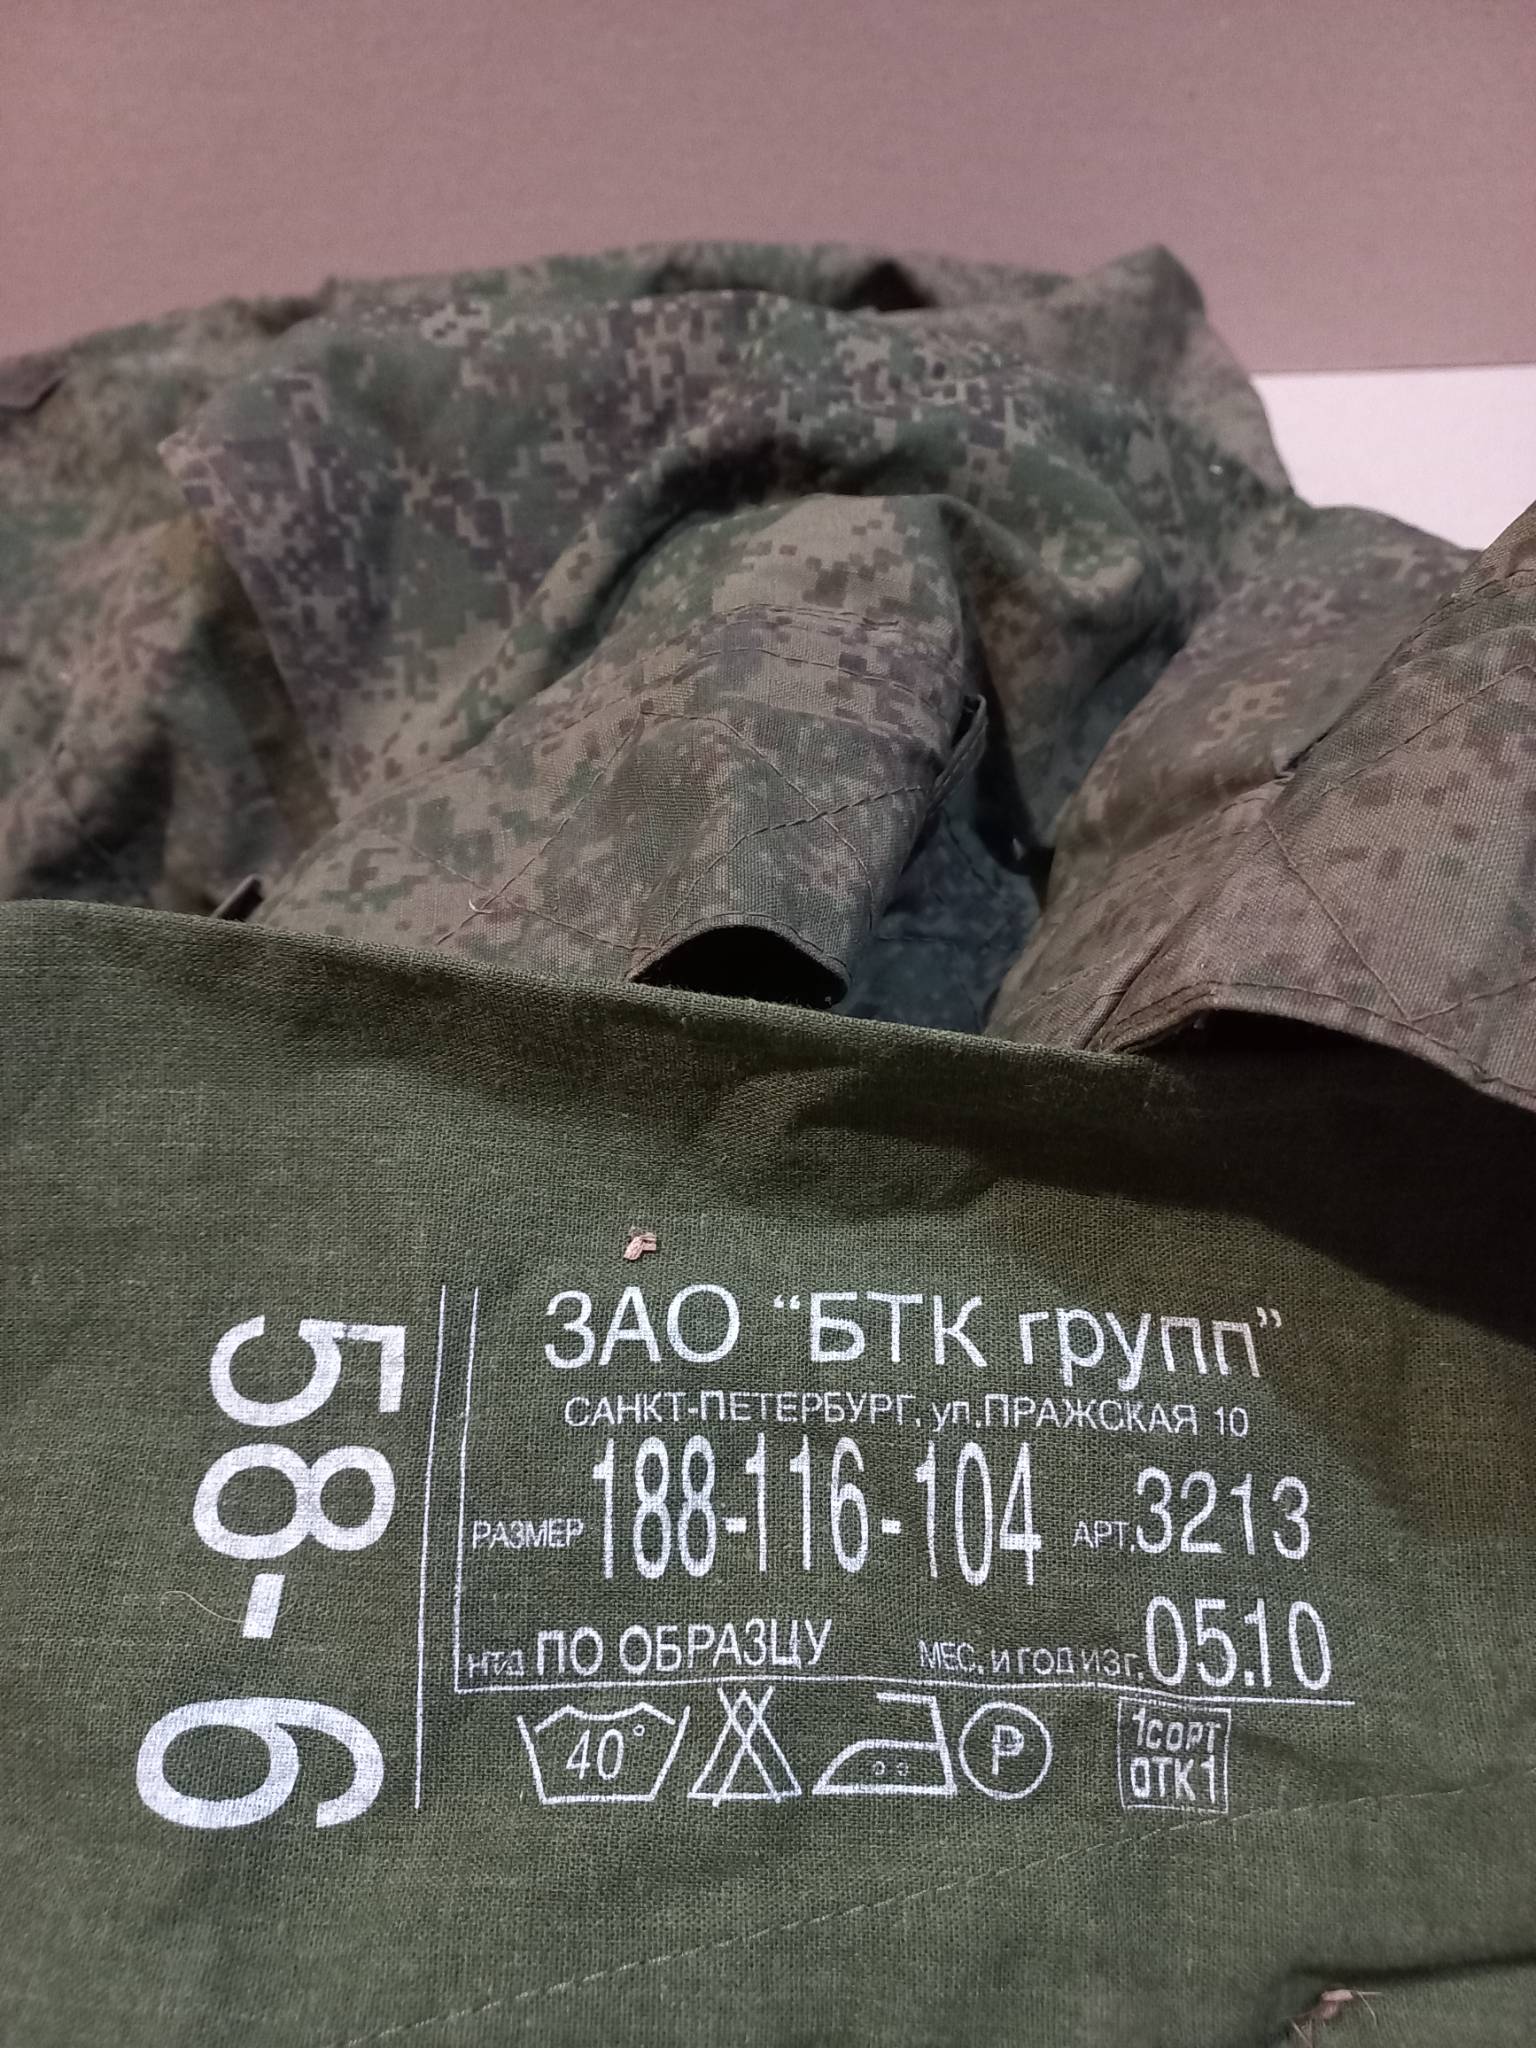 58-6
ЗАО “БТК групп”
САНКТ-ПЕТЕРБУРГ, ул.ПРАЖСКАЯ 10
РАЗМЕР 188-116-104 АРТ. 3213
НТД ПО ОБРАЗЦУ МЕС. И ГОД ИЗГ. 05.10
40° P 1СОРТ
ОТК1